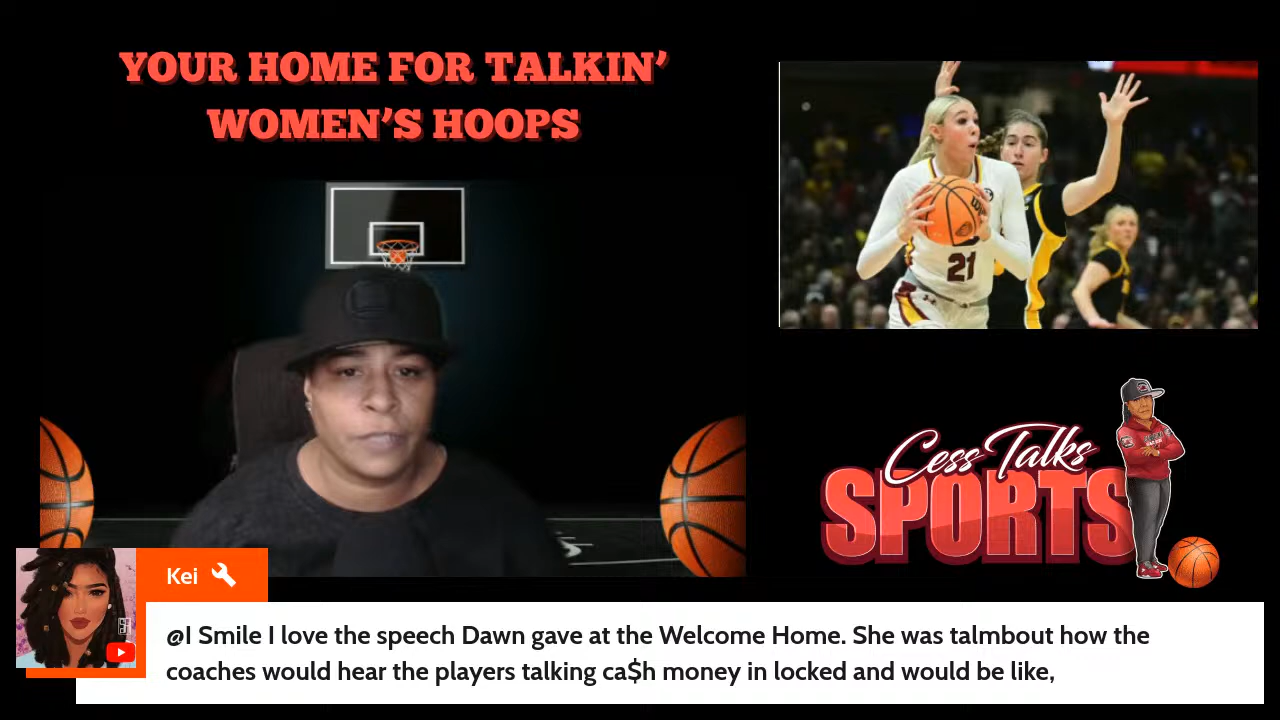 YOUR HOME FOR TALKIN'
WOMEN'S HOOPS
21
Cess Talks
SPORTS
Kei
@I Smile I love the speech Dawn gave at the Welcome Home. She was talmbout how the
coaches would hear the players talking ca$h money in locked and would be like,